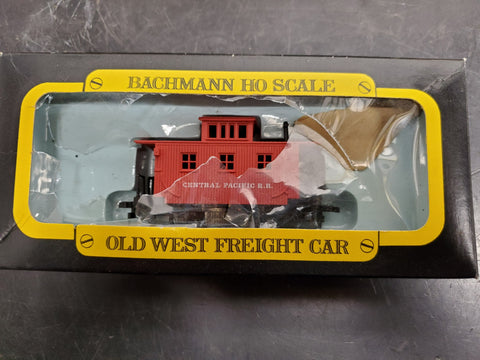 BACHMANN HO SCALE
CENTRAL PACIFIC R.R.
OLD WEST FREIGHT CAR